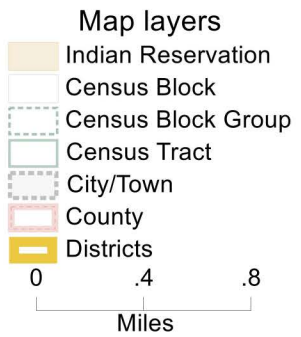 Map layers
Indian Reservation
Census Block
Census Block Group
Census Tract
City/Town
County
Districts
0 .4 .8
Miles